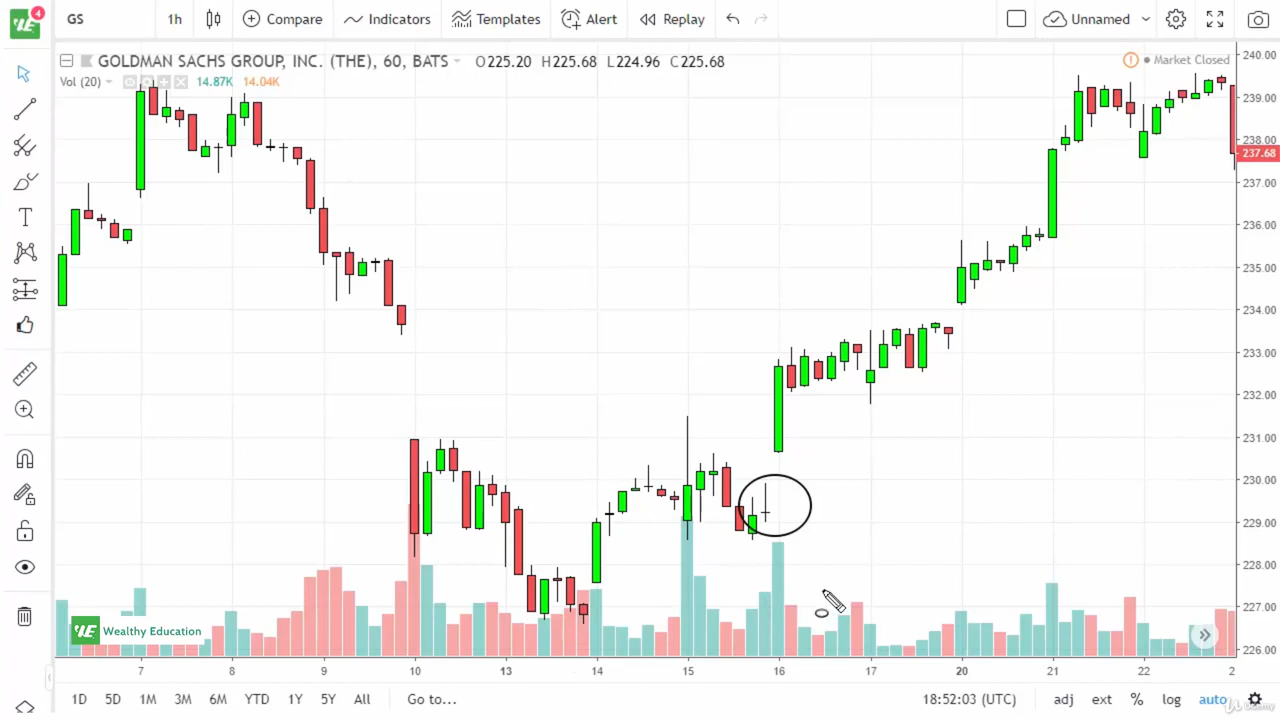 4
GS 1h Compare Indicators Templates Alert Replay Unnamed
GOLDMAN SACHS GROUP, INC. (THE), 60, BATS O225.20 H225.68 L224.96 C225.68
Market Closed
Vol (20) 14.87K 14.04K
240.00
239.00
238.00
237.68
237.00
236.00
235.00
234.00
233.00
232.00
231.00
230.00
229.00
228.00
227.00
226.00
Wealthy Education
7 8 9 10 13 14 15 16 17 20 21 22 2
1D 5D 1M 3M 6M YTD 1Y 5Y All Go to... 18:52:03 (UTC) adj ext % log auto
Udemy